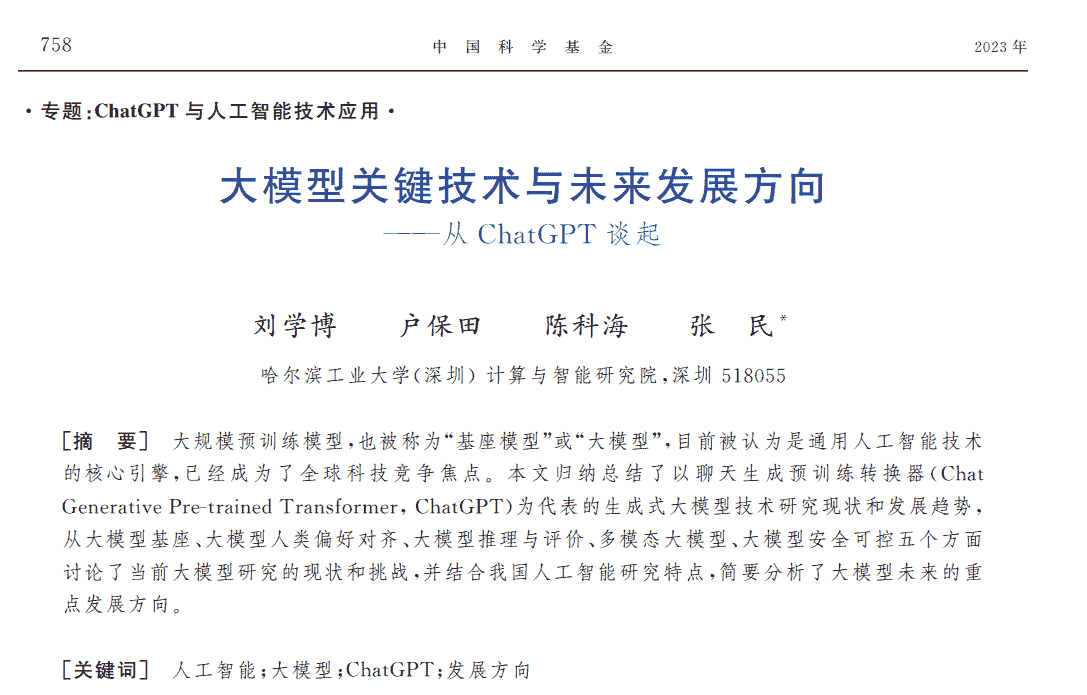 758
中国科学基金
2023 年
·专题:ChatGPT 与人工智能技术应用·
大模型关键技术与未来发展方向
——从 ChatGPT 谈起
刘学博 户保田 陈科海 张 民*
哈尔滨工业大学(深圳) 计算与智能研究院,深圳 518055
[摘 要] 大规模预训练模型,也被称为“基座模型”或“大模型”,目前被认为是通用人工智能技术
的核心引擎,已经成为了全球科技竞争焦点。本文归纳总结了以聊天生成预训练转换器(Chat
Generative Pre-trained Transformer, ChatGPT)为代表的生成式大模型技术研究现状和发展趋势,
从大模型基座、大模型人类偏好对齐、大模型推理与评价、多模态大模型、大模型安全可控五个方面
讨论了当前大模型研究的现状和挑战,并结合我国人工智能研究特点,简要分析了大模型未来的重
点发展方向。
[关键词] 人工智能;大模型;ChatGPT;发展方向